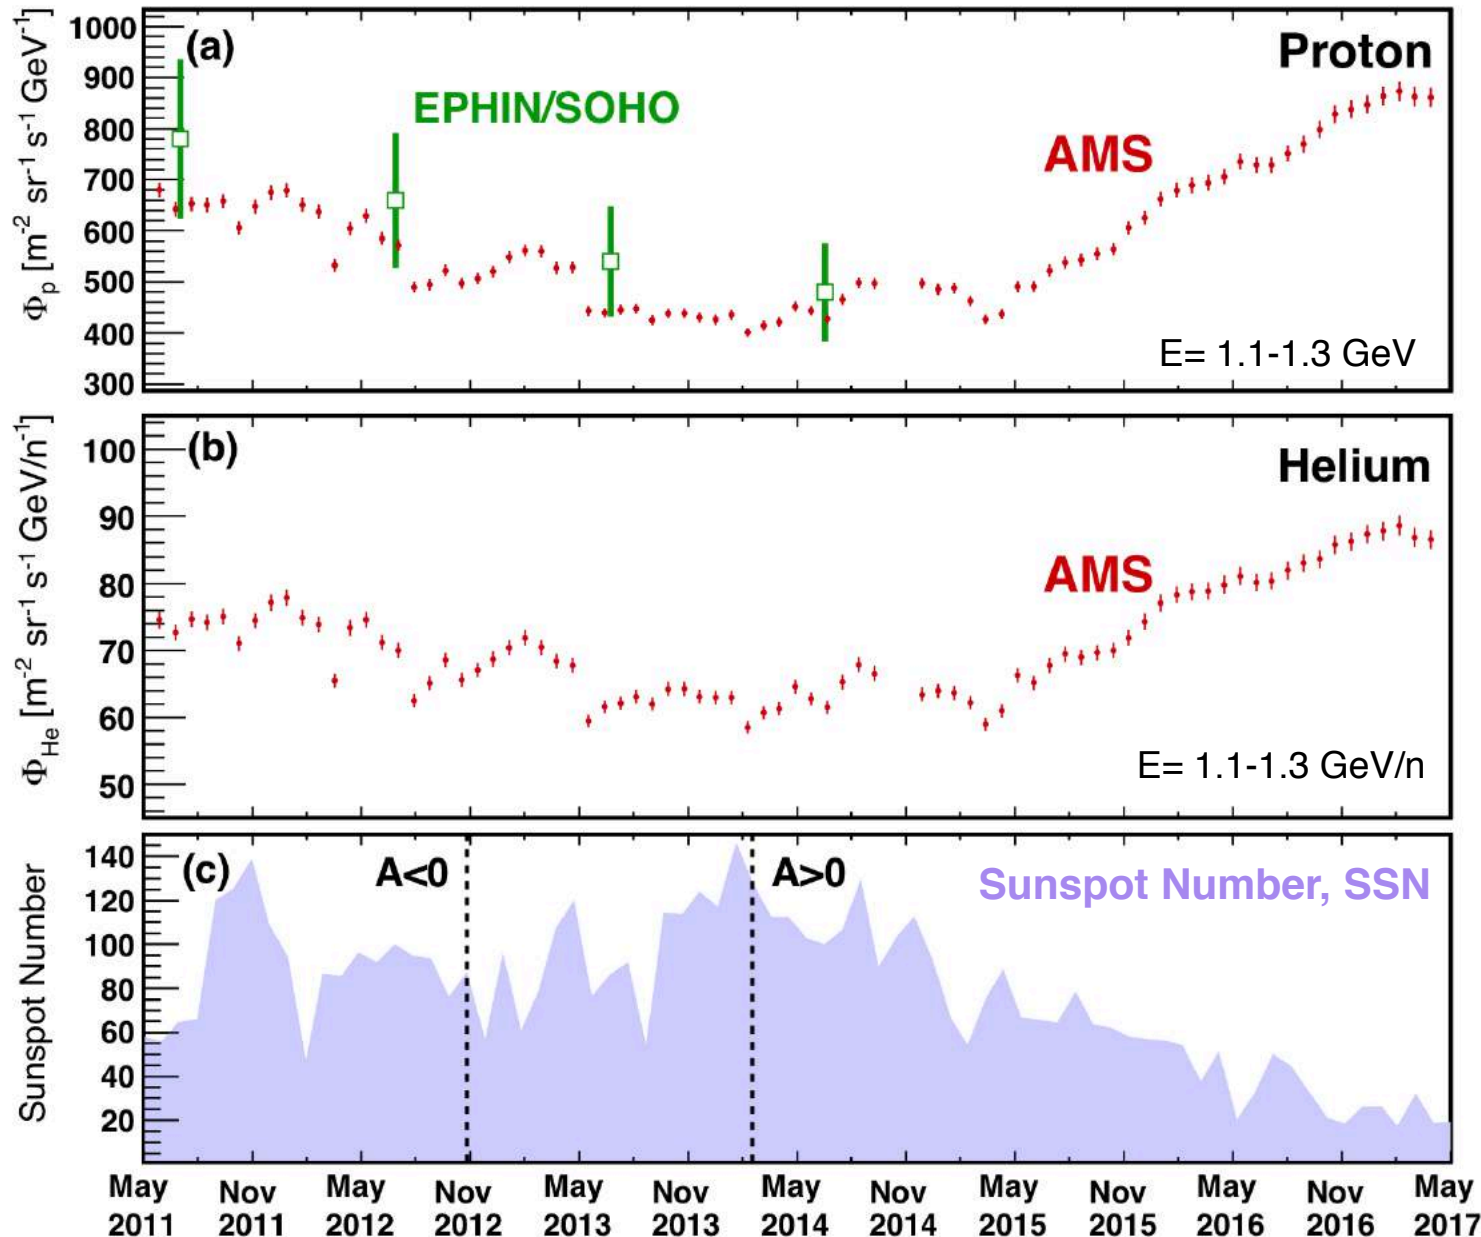 (a)
Proton
EPHIN/SOHO
AMS
E= 1.1-1.3 GeV
Φp [m-2 sr-1 s-1 GeV-1]
1000
900
800
700
600
500
400
300
(b)
Helium
AMS
E= 1.1-1.3 GeV/n
ΦHe [m-2 sr-1 s-1 GeV/n-1]
100
90
80
70
60
50
(c)
A<0
A>0
Sunspot Number, SSN
Sunspot Number
140
120
100
80
60
40
20
May Nov May Nov May Nov May Nov May Nov May Nov May
2011 2011 2012 2012 2013 2013 2014 2014 2015 2015 2016 2016 2017